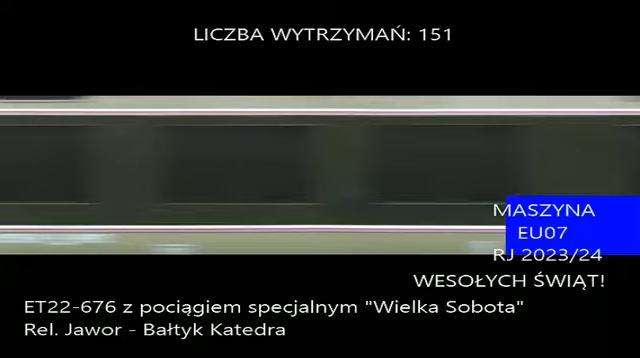 LICZBA WYTRZYMAŃ: 151
MASZYNA
EU07
RJ 2023/24
WESOŁYCH ŚWIĄT!
ET22-676 z pociągiem specjalnym "Wielka Sobota"
Rel. Jawor - Bałtyk Katedra